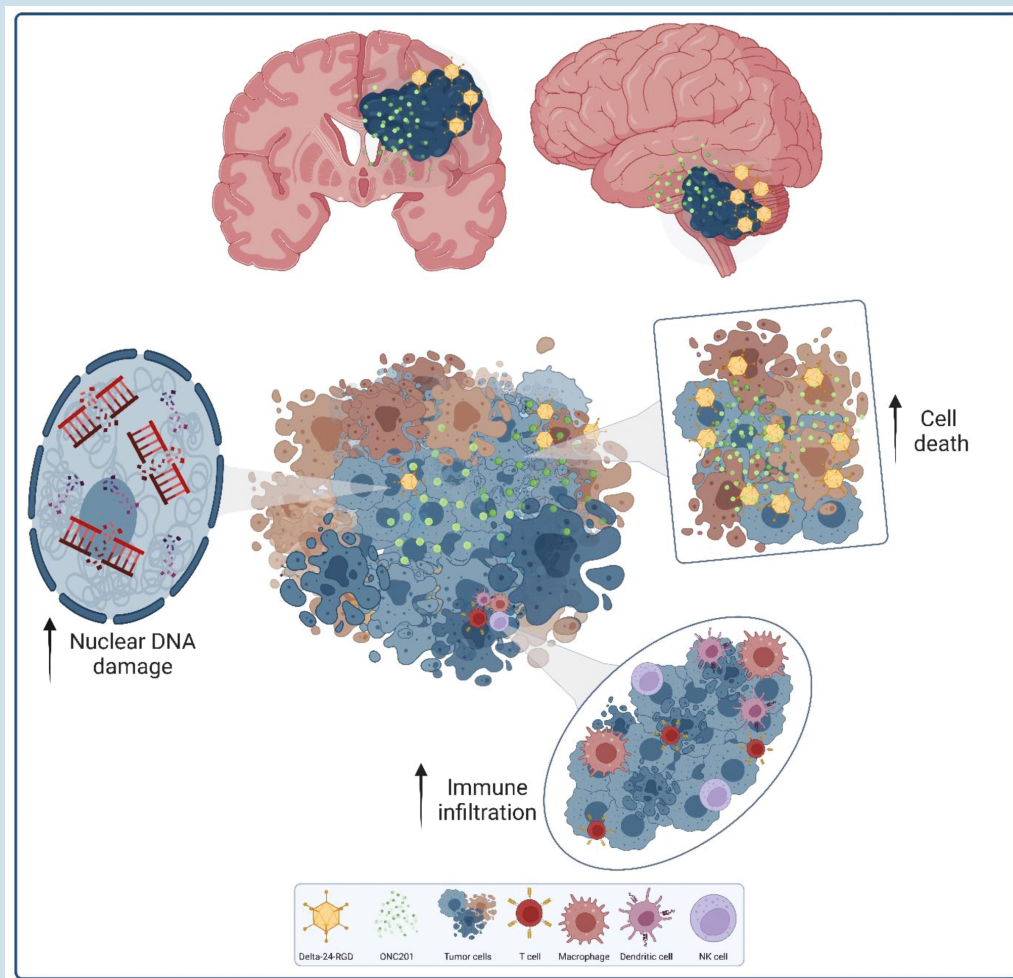 Cell
death
Nuclear DNA
damage
Immune
infiltration
Delta-24-RGD
ONC201
Tumor cells
T cell
Macrophage
Dendritic cell
NK cell